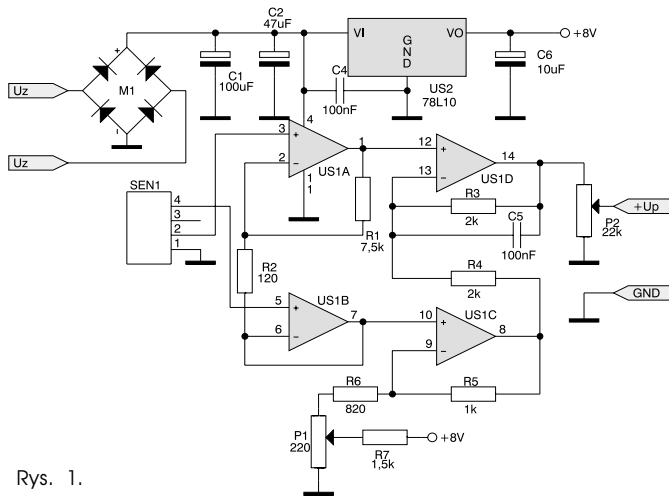 C2
47uF
VI
G
N
D
VO
+8V
+
C1
100uF
C4
C6
10uF
Uz
M1
US2
78L10
100nF
-
4
3
+
1
12
+
14
Uz
2
–
US1A
13
–
US1D
1
1
SEN1
4
3
2
1
R3
2k
C5
100nF
R1
7,5k
P2
22k
+Up
R2
120
R4
2k
GND
5
+
US1B
7
10
+
US1C
8
6
–
9
–
R6
820
R5
1k
P1
220
+8V
R7
1,5k
Rys. 1.